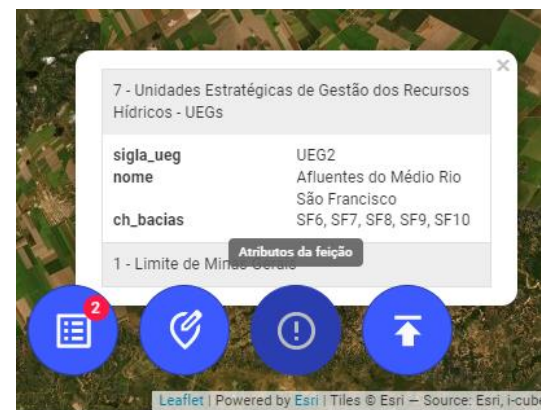 ×
7 - Unidades Estratégicas de Gestão dos Recursos
Hídricos - UEGs
sigla_ueg UEG2
nome Afluentes do Médio Rio
São Francisco
ch_bacias SF6, SF7, SF8, SF9, SF10
Atributos da feição
1 - Limite de Minas Gerais
2
Leaflet | Powered by Esri | Tiles © Esri — Source: Esri, i-cube